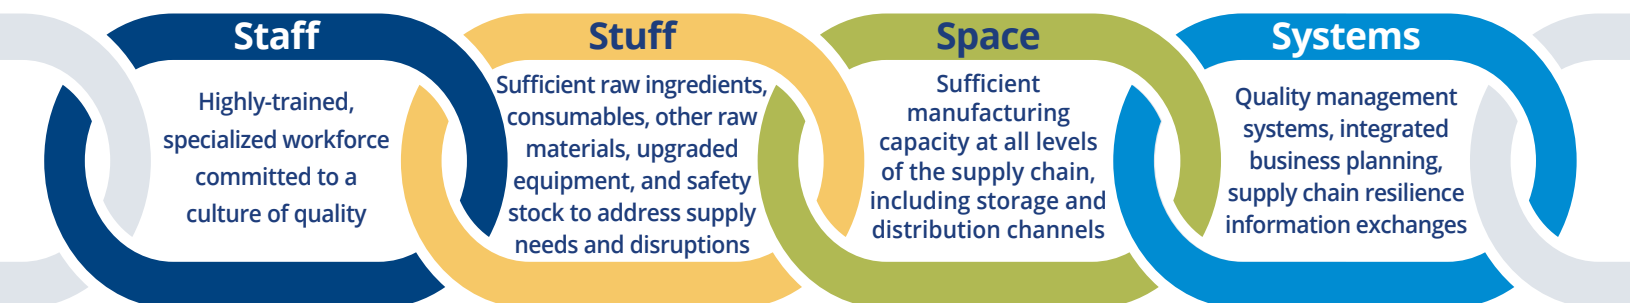 Staff
Highly-trained,
specialized workforce
committed to a
culture of quality
Stuff
Sufficient raw ingredients,
consumables, other raw
materials, upgraded
equipment, and safety
stock to address supply
needs and disruptions
Space
Sufficient
manufacturing
capacity at all levels
of the supply chain,
including storage and
distribution channels
Systems
Quality management
systems, integrated
business planning,
supply chain resilience
information exchanges